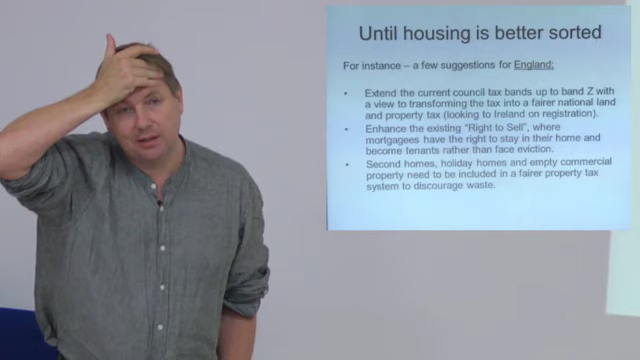 Until housing is better sorted
For instance – a few suggestions for England:
• Extend the current council tax bands up to band Z with
a view to transforming the tax into a fairer national land
and property tax (looking to Ireland on registration).
• Enhance the existing "Right to Sell", where
mortgagees have the right to stay in their home and
become tenants rather than face eviction.
• Second homes, holiday homes and empty commercial
property need to be included in a fairer property tax
system to discourage waste.